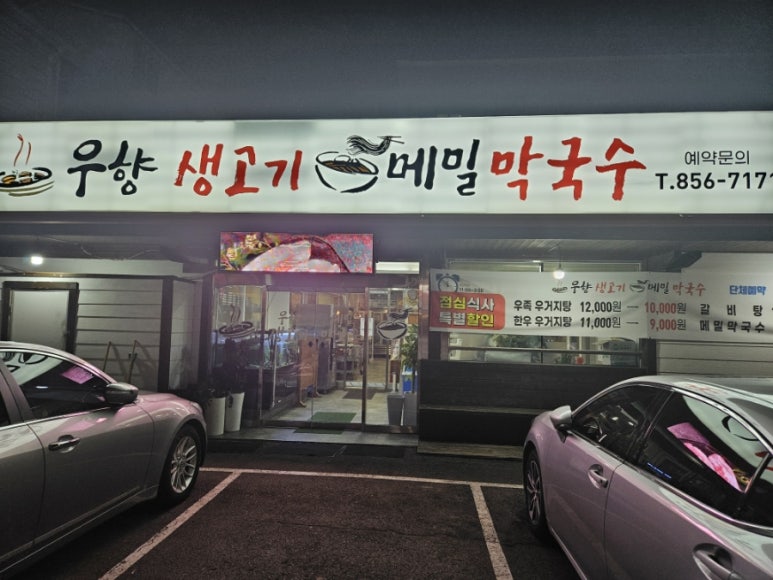 우향 생고기 메밀막국수
예약문의
T.856-7171
우향 생고기 메밀막국수 단체예약
점심식사
특별할인
우족 우거지탕 12,000원 — 10,000원 갈비탕
한우 우거지탕 11,000원 — 9,000원 메밀막국수
우향